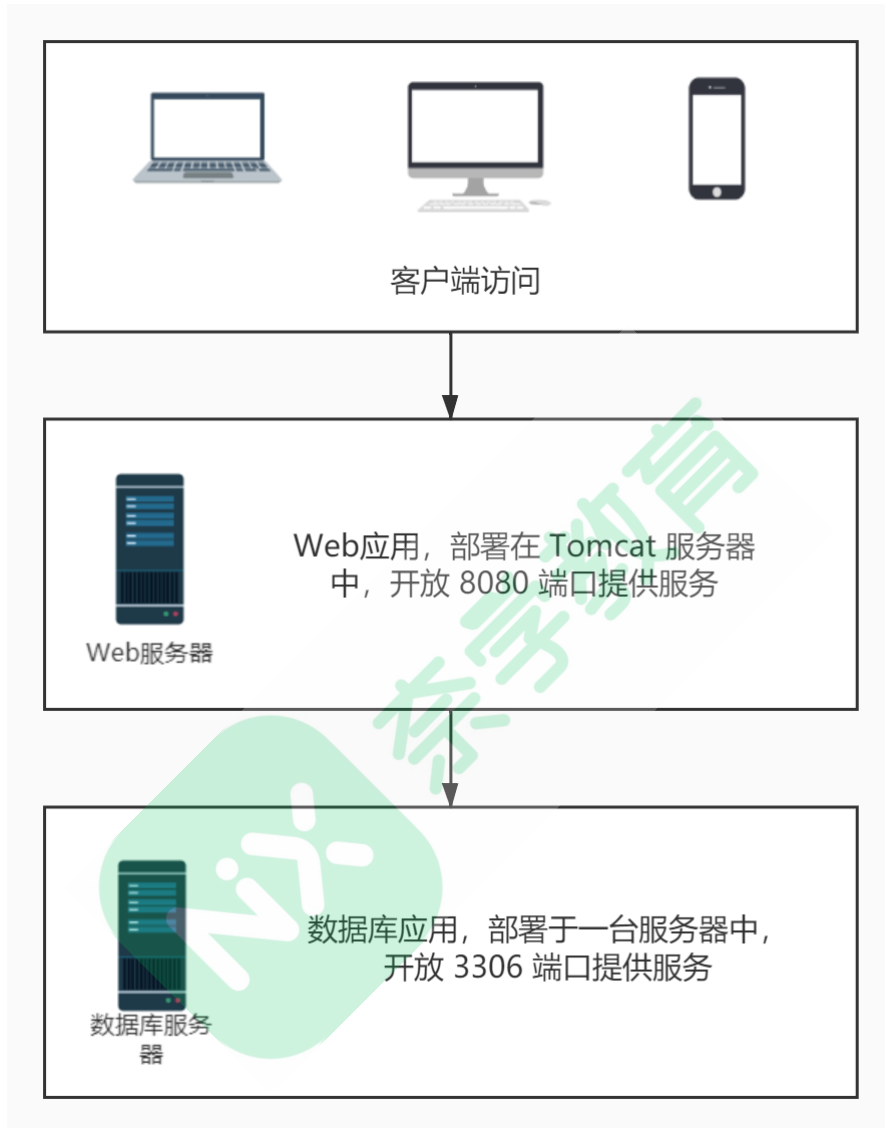 客户端访问
Web应用，部署在 Tomcat 服务器
中，开放 8080 端口提供服务
Web服务器
奈学教育
NX
数据库应用，部署于一台服务器中，
开放 3306 端口提供服务
数据库服务
器